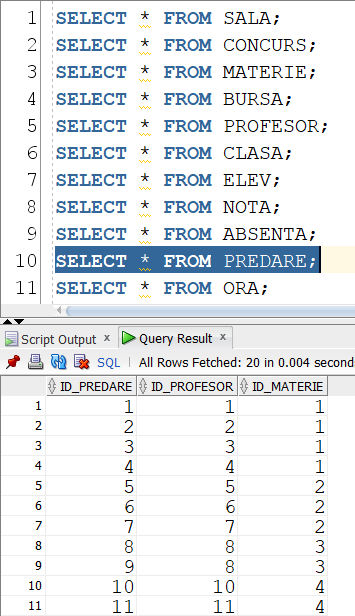 1 SELECT * FROM SALA;
2 SELECT * FROM CONCURS;
3 SELECT * FROM MATERIE;
4 SELECT * FROM BURSA;
5 SELECT * FROM PROFESOR;
6 SELECT * FROM CLASA;
7 SELECT * FROM ELEV;
8 SELECT * FROM NOTA;
9 SELECT * FROM ABSENTA;
10 SELECT * FROM PREDARE;
11 SELECT * FROM ORA;
Script Output x Query Result x
SQL | All Rows Fetched: 20 in 0.004 second
ID_PREDARE ID_PROFESOR ID_MATERIE
1 1 1 1
2 2 2 1
3 3 3 1
4 4 4 1
5 5 5 2
6 6 6 2
7 7 7 2
8 8 8 3
9 9 8 3
10 10 10 4
11 11 11 4